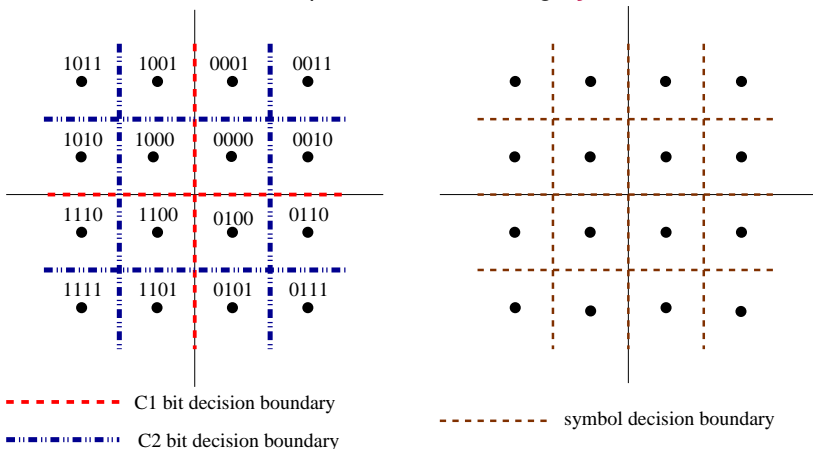 1011 1001 0001 0011
1010 1000 0000 0010
1110 1100 0100 0110
1111 1101 0101 0111
C1 bit decision boundary
C2 bit decision boundary
symbol decision boundary